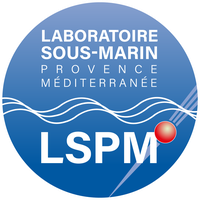 LABORATOIRE
SOUS-MARIN
PROVENCE
MÉDITERRANÉE
LSPM